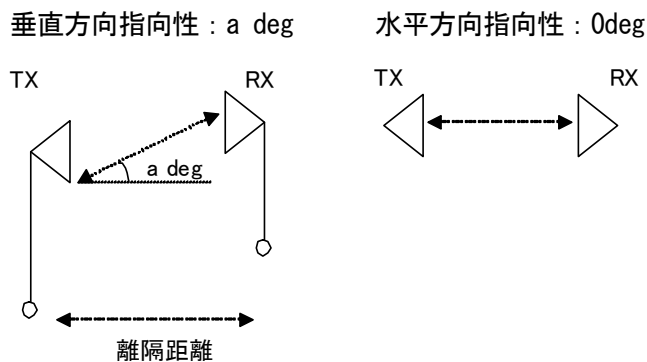 垂直方向指向性：a deg
水平方向指向性：0deg
TX
RX
TX
RX
a deg
離隔距離